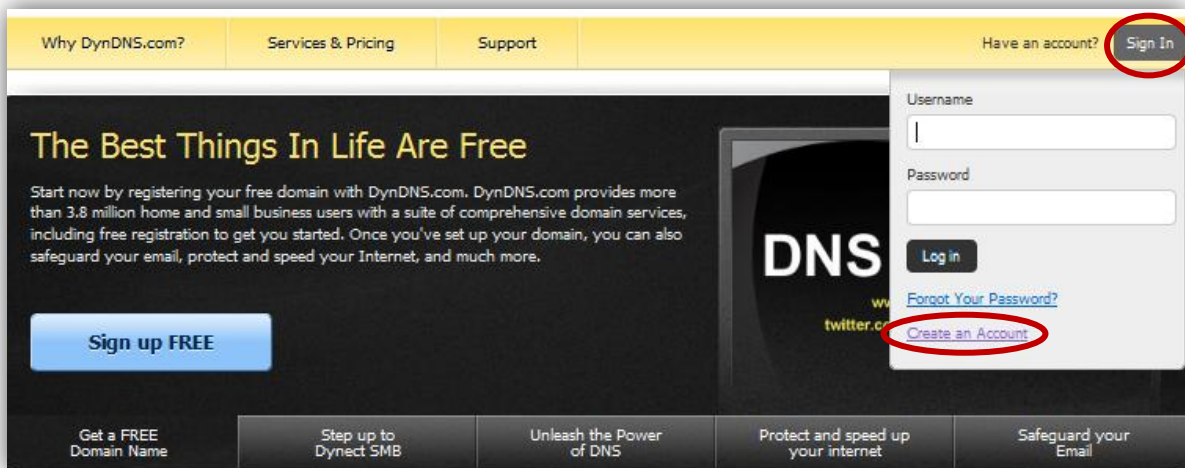 Why DynDNS.com?
Services & Pricing
Support
Have an account?
Sign In
Username
Password
Log in
Forgot Your Password?
Create an Account
The Best Things In Life Are Free
Start now by registering your free domain with DynDNS.com. DynDNS.com provides more
than 3.8 million home and small business users with a suite of comprehensive domain services,
including free registration to get you started. Once you've set up your domain, you can also
safeguard your email, protect and speed your Internet, and much more.
Sign up FREE
DNS
Get a FREE
Domain Name
Step up to
Dynect SMB
Unleash the Power
of DNS
Protect and speed up
your internet
Safeguard your
Email